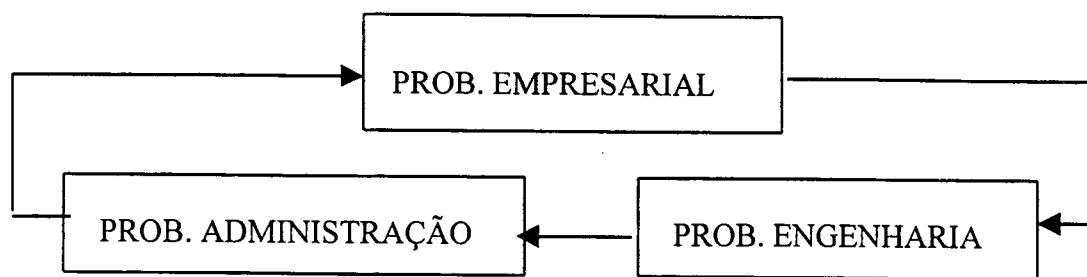 PROB. EMPRESARIAL
PROB. ADMINISTRAÇÃO
PROB. ENGENHARIA